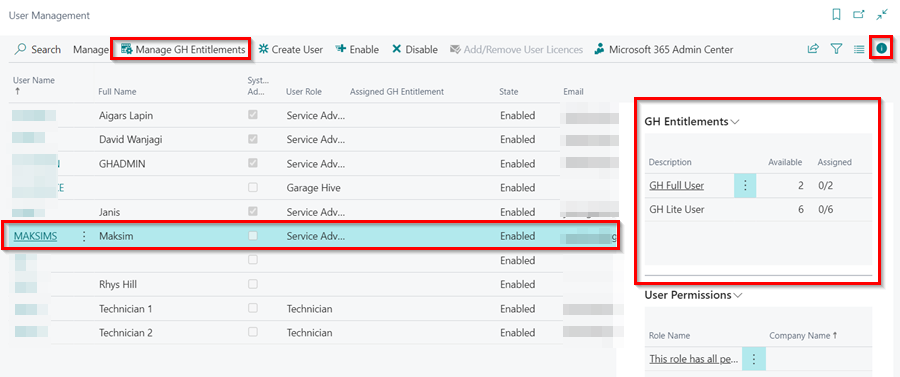 User Management
Search Manage Manage GH Entitlements Create User Enable Disable Add/Remove User Licences Microsoft 365 Admin Center
User Name ↑ Full Name Syst... Ad... User Role Assigned GH Entitlement State Email
Aigars Lapin Service Adv... Enabled
David Wanjagi Service Adv... Enabled
GHADMIN Service Adv... Enabled
Garage Hive Enabled
Janis Service Adv... Enabled
MAKSIMS Maksim Service Adv... Enabled
Enabled
Rhys Hill Enabled
Technician 1 Technician Enabled
Technician 2 Technician Enabled
GH Entitlements
Description Available Assigned
GH Full User 2 0/2
GH Lite User 6 0/6
User Permissions
Role Name Company Name ↑
This role has all pe...